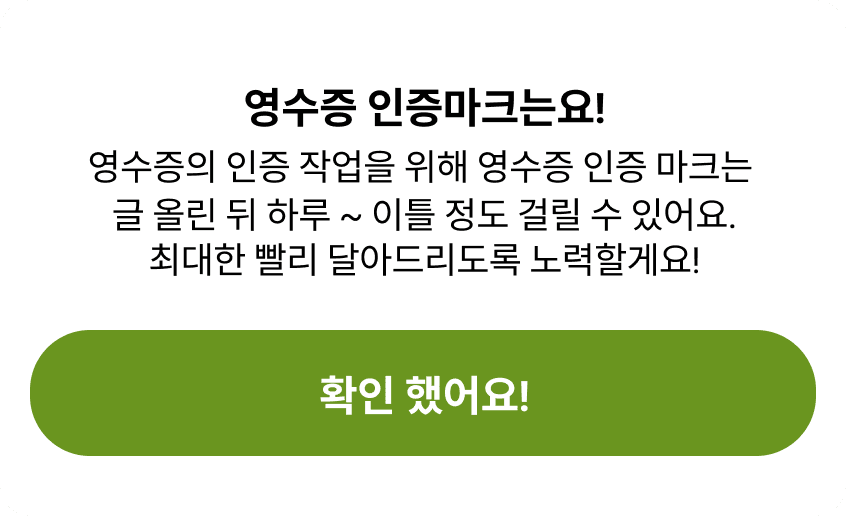 영수증 인증마크는요!
영수증의 인증 작업을 위해 영수증 인증 마크는
글 올린 뒤 하루 ~ 이틀 정도 걸릴 수 있어요.
최대한 빨리 달아드리도록 노력할게요!
확인 했어요!